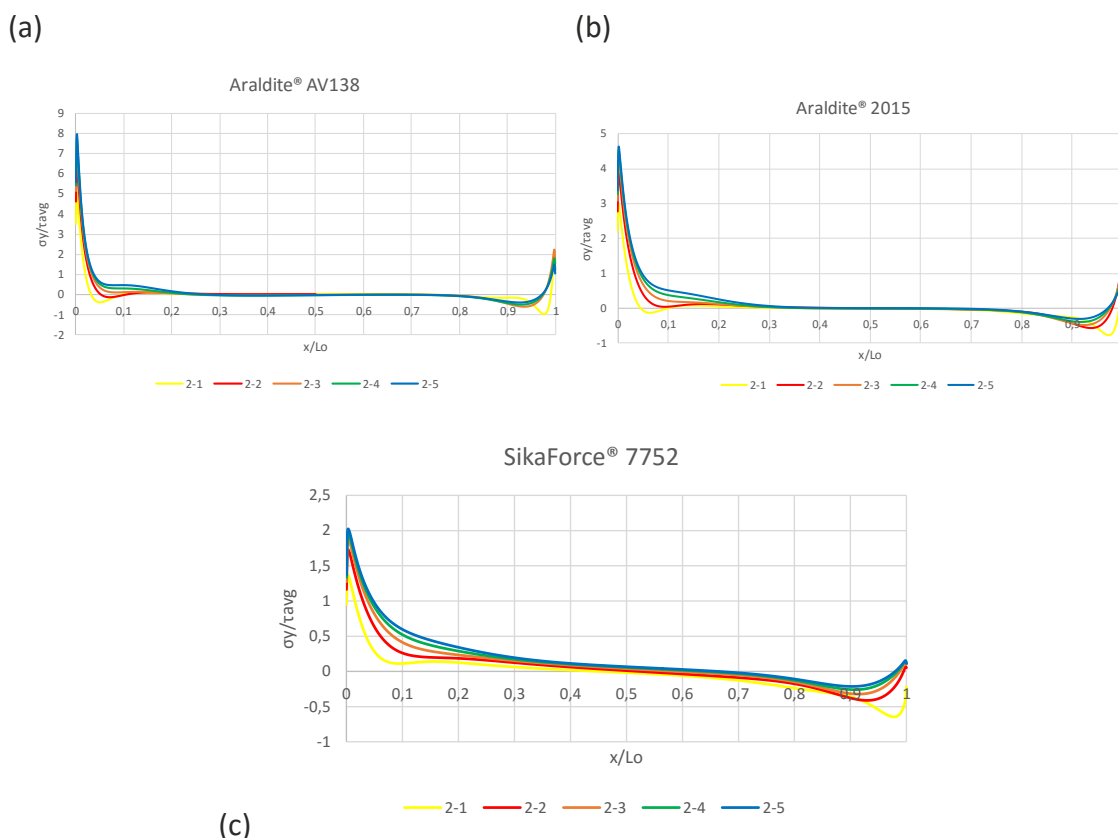 (a)
Araldite® AV138
9
8
7
6
5
4
3
2
1
0
-1
-2
σy/τavg
0 0,1 0,2 0,3 0,4 0,5 0,6 0,7 0,8 0,9 1
x/Lo
2-1 2-2 2-3 2-4 2-5
(b)
Araldite® 2015
5
4
3
2
1
0
-1
σy/τavg
0 0,1 0,2 0,3 0,4 0,5 0,6 0,7 0,8 0,9
x/Lo
2-1 2-2 2-3 2-4 2-5
SikaForce® 7752
2,5
2
1,5
1
0,5
0
-0,5
-1
σy/τavg
0 0,1 0,2 0,3 0,4 0,5 0,6 0,7 0,8 0,9 1
x/Lo
2-1 2-2 2-3 2-4 2-5
(c)